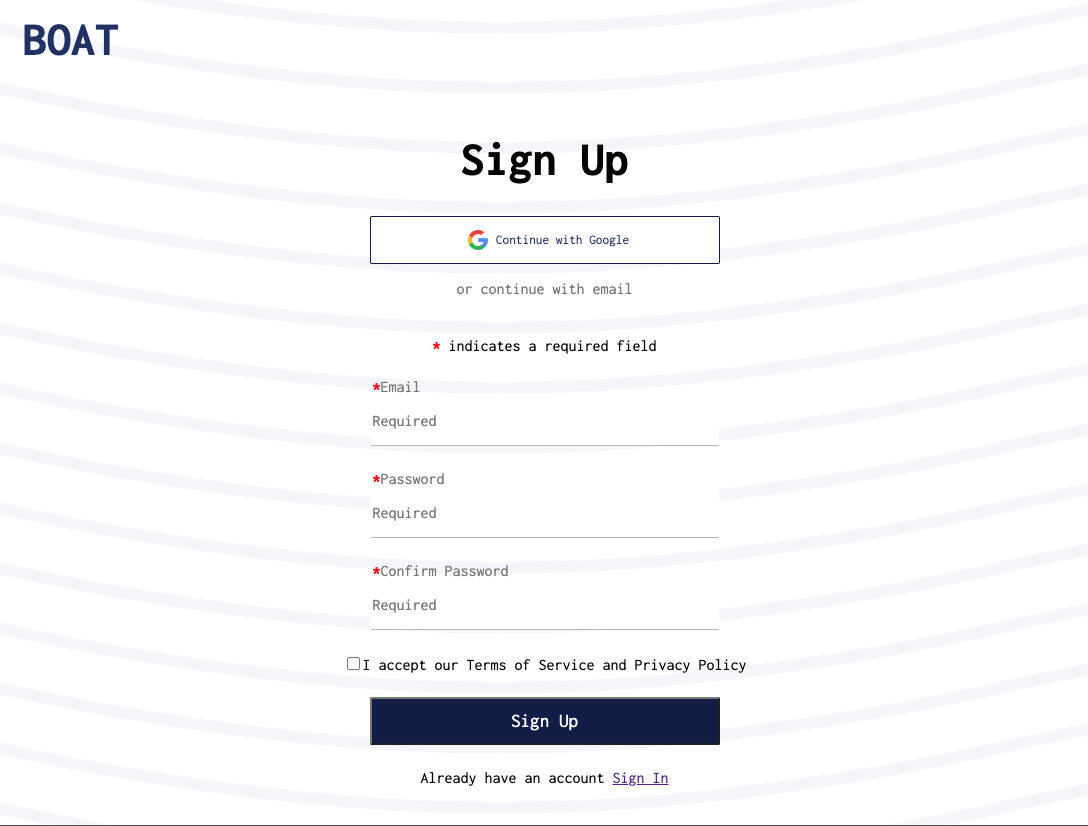 BOAT
Sign Up
Continue with Google
or continue with email
* indicates a required field
*Email
Required
*Password
Required
*Confirm Password
Required
I accept our Terms of Service and Privacy Policy
Sign Up
Already have an account Sign In